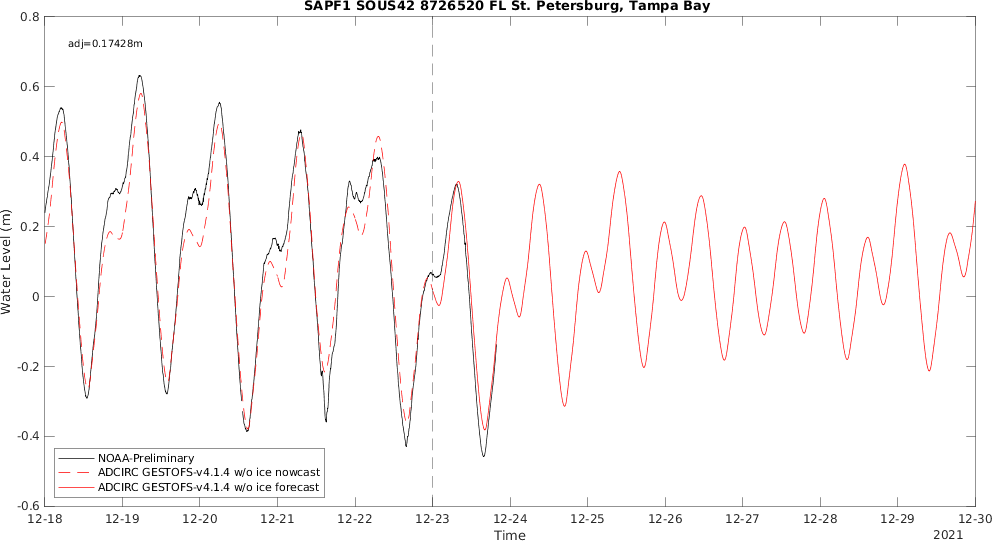 SAPF1 SOUS42 8726520 FL St. Petersburg, Tampa Bay
adj=0.17428m
Water Level (m)
0.8
0.6
0.4
0.2
0
-0.2
-0.4
-0.6
NOAA-Preliminary
ADCIRC GESTOFS-v4.1.4 w/o ice nowcast
ADCIRC GESTOFS-v4.1.4 w/o ice forecast
12-18 12-19 12-20 12-21 12-22 12-23 12-24 12-25 12-26 12-27 12-28 12-29 12-30
Time
2021